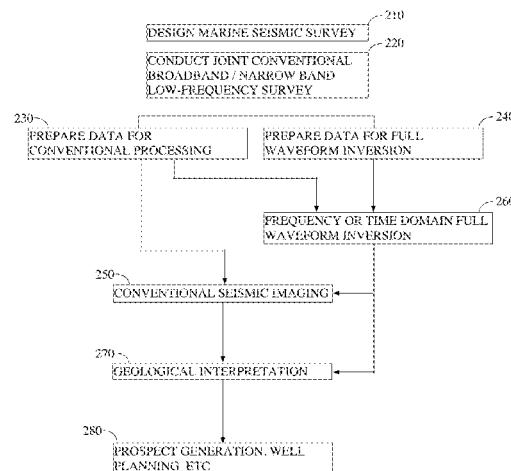 210
DESIGN MARINE SEISMIC SURVEY
220
CONDUCT JOINT CONVENTIONAL
BROADBAND / NARROW BAND
LOW-FREQUENCY SURVEY
230
PREPARE DATA FOR
CONVENTIONAL PROCESSING
240
PREPARE DATA FOR FULL
WAVEFORM INVERSION
260
FREQUENCY OR TIME DOMAIN FULL
WAVEFORM INVERSION
250
CONVENTIONAL SEISMIC IMAGING
270
GEOLOGICAL INTERPRETATION
280
PROSPECT GENERATION, WELL
PLANNING, ETC